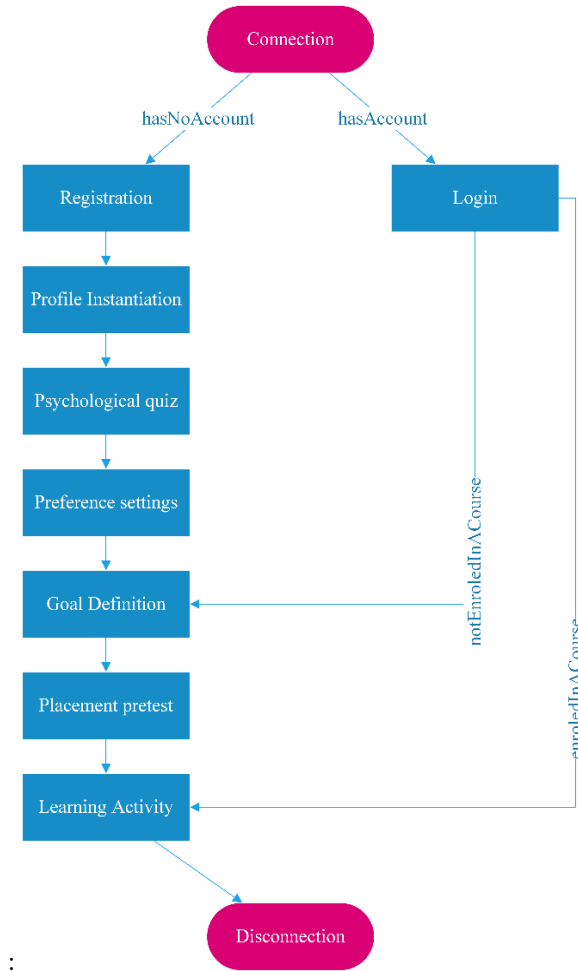 Connection
hasNoAccount
hasAccount
Registration
Login
Profile Instantiation
Psychological quiz
Preference settings
notEnroledInACourse
Goal Definition
enroledInACourse
Placement pretest
Learning Activity
Disconnection
: